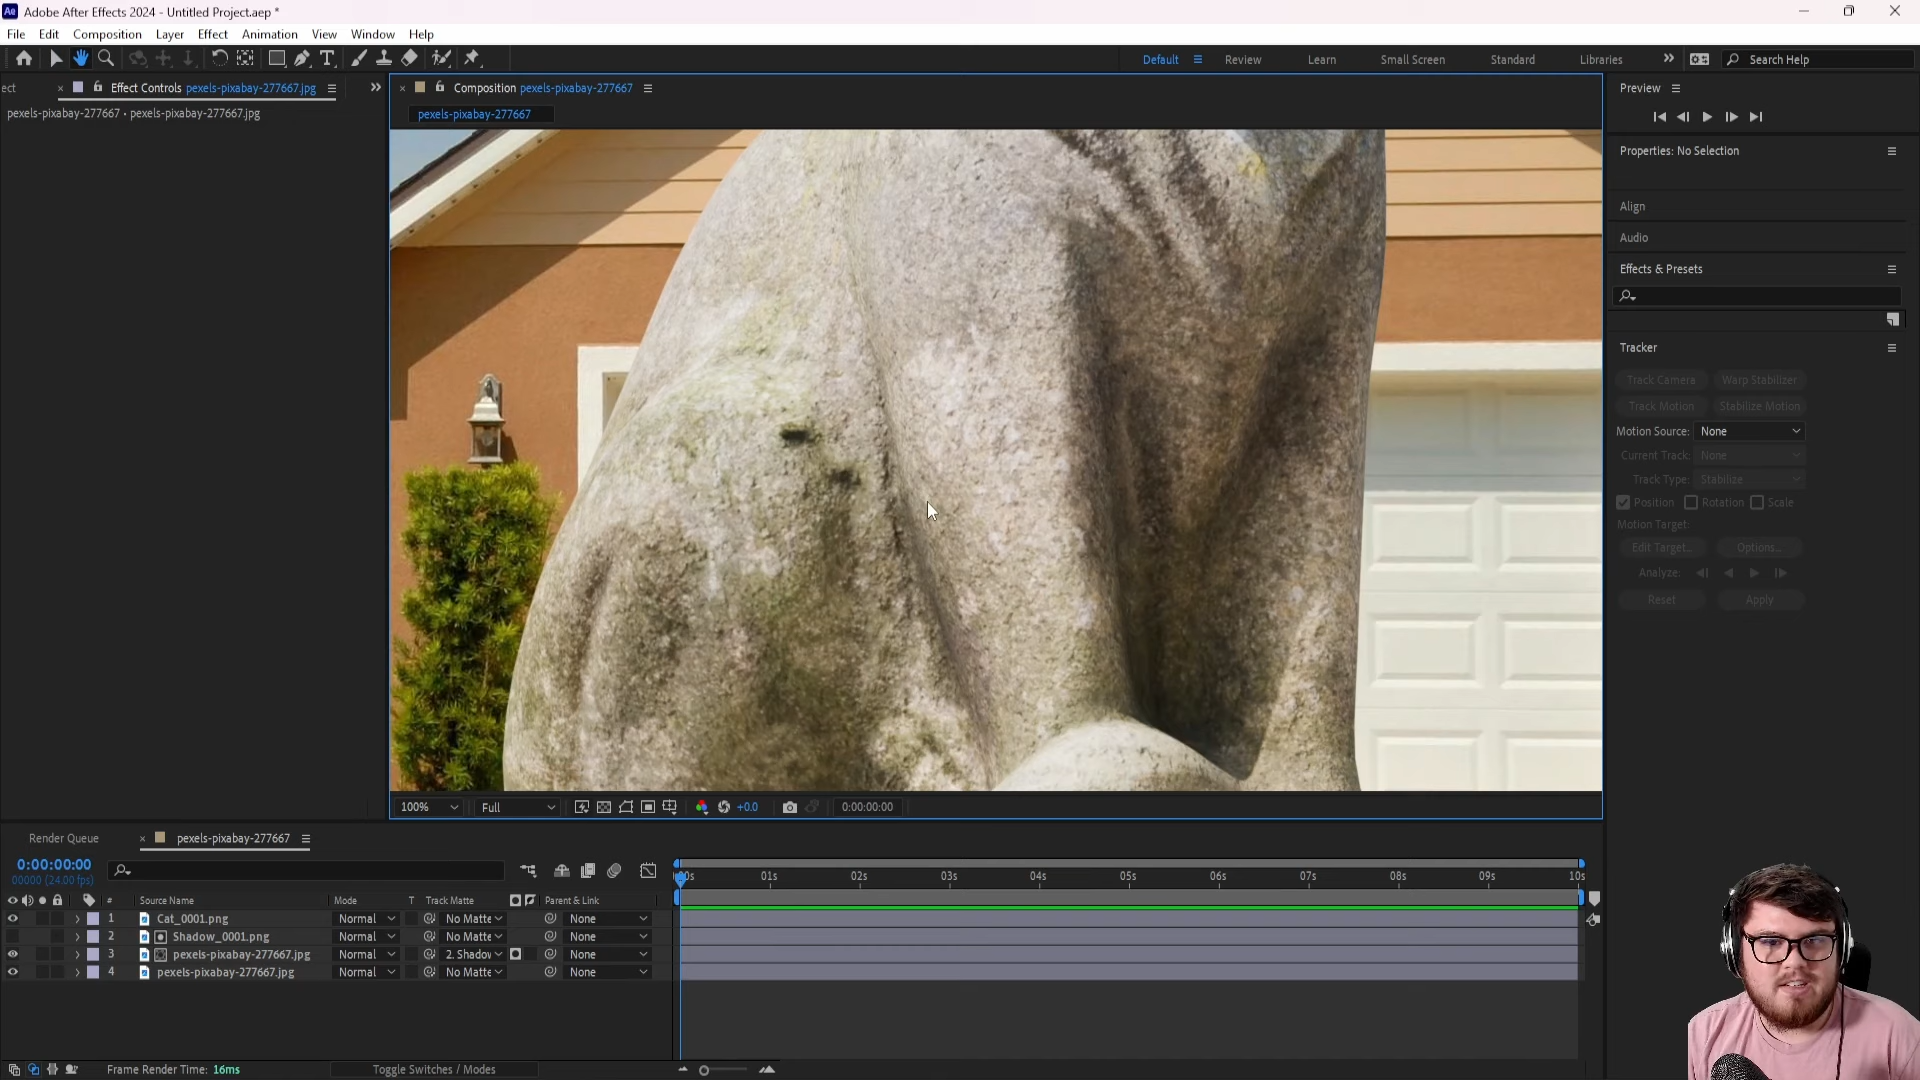 Ae Adobe After Effects 2024 - Untitled Project.aep *
File Edit Composition Layer Effect Animation View Window Help
Default Review Learn Small Screen Standard Libraries Search Help
ect × Effect Controls pexels-pixabay-277667.jpg
pexels-pixabay-277667 • pexels-pixabay-277667.jpg
× Composition pexels-pixabay-277667
pexels-pixabay-277667
Preview
Properties: No Selection
Align
Audio
Effects & Presets
Tracker
Track Camera Warp Stabilizer
Track Motion Stabilize Motion
Motion Source: None
Current Track: None
Track Type: Stabilize
Position Rotation Scale
Motion Target:
Edit Target... Options...
Analyze:
Reset Apply
100% Full +0.0 0:00:00:00
Render Queue × pexels-pixabay-277667
0:00:00:00
00000 (24.00 fps)
00s 01s 02s 03s 04s 05s 06s 07s 08s 09s 10s
# Source Name Mode T Track Matte Parent & Link
1 Cat_0001.png Normal No Matte None
2 Shadow_0001.png Normal No Matte None
3 pexels-pixabay-277667.jpg Normal 2. Shadov None
4 pexels-pixabay-277667.jpg Normal No Matte None
Frame Render Time: 16ms Toggle Switches / Modes